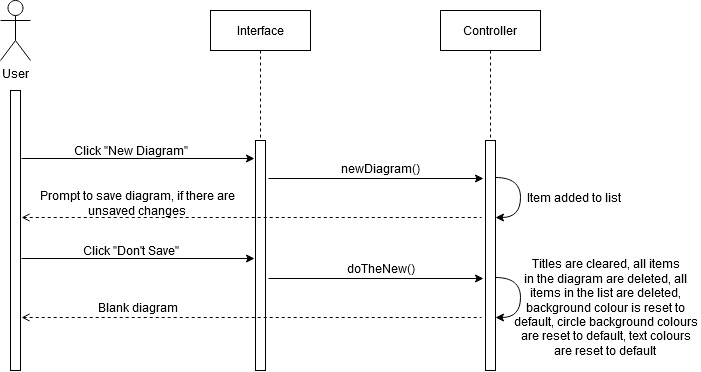 Interface
Controller
User
Click "New Diagram"
newDiagram()
Prompt to save diagram, if there are
unsaved changes
Item added to list
Click "Don't Save"
doTheNew()
Titles are cleared, all items
in the diagram are deleted, all
items in the list are deleted,
background colour is reset to
default, circle background colours
are reset to default, text colours
are reset to default
Blank diagram